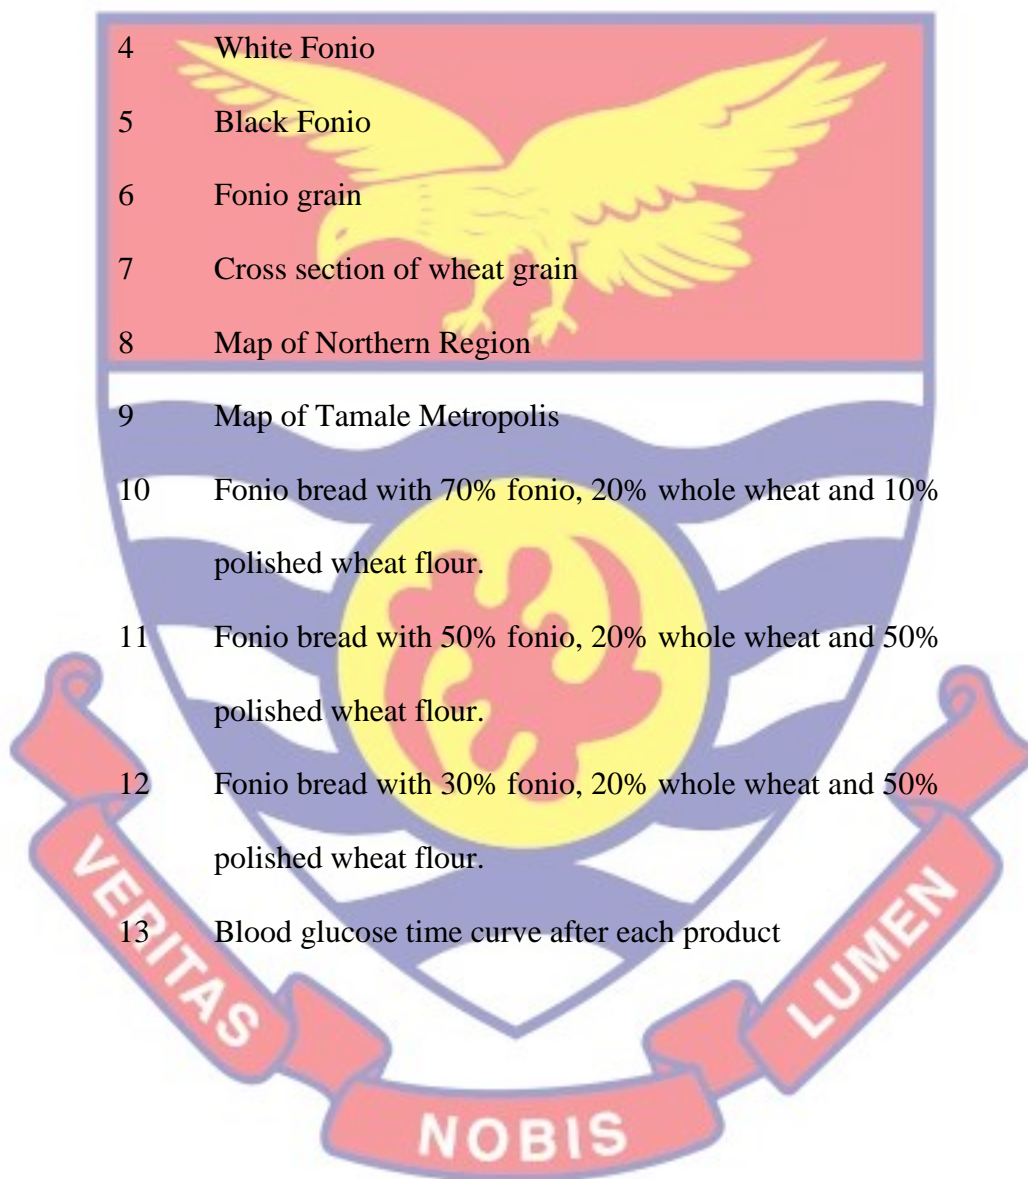 4 White Fonio
5 Black Fonio
6 Fonio grain
7 Cross section of wheat grain
8 Map of Northern Region
9 Map of Tamale Metropolis
10 Fonio bread with 70% fonio, 20% whole wheat and 10%
polished wheat flour.
11 Fonio bread with 50% fonio, 20% whole wheat and 50%
polished wheat flour.
12 Fonio bread with 30% fonio, 20% whole wheat and 50%
polished wheat flour.
13 Blood glucose time curve after each product
VERITAS
NOBIS
LUMEN